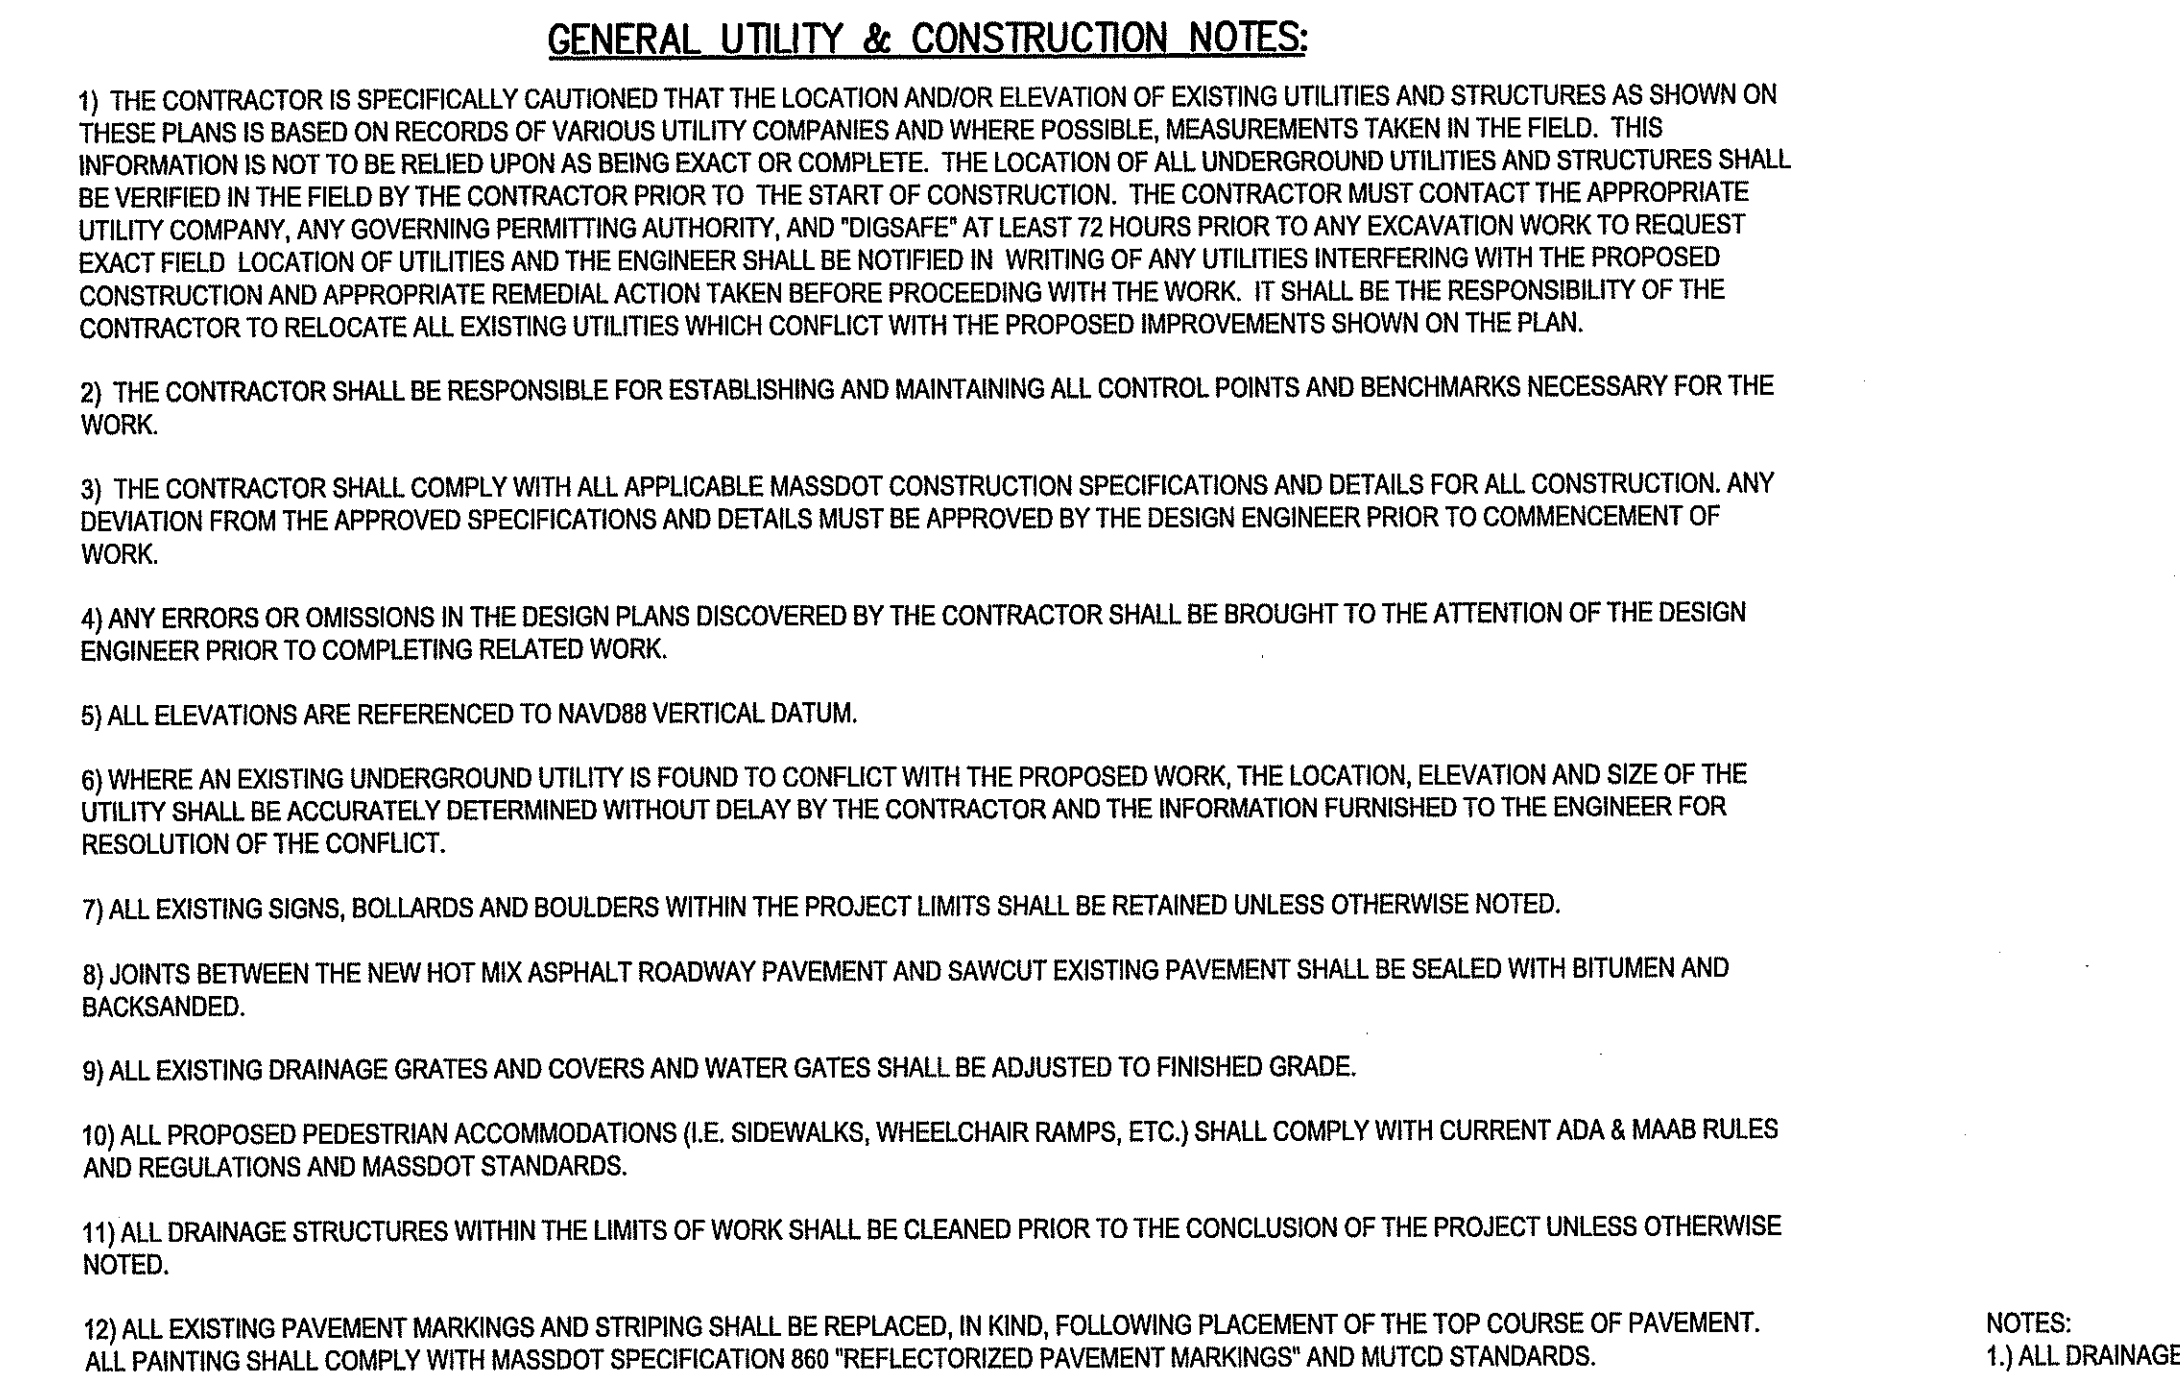 GENERAL UTILITY & CONSTRUCTION NOTES:
1) THE CONTRACTOR IS SPECIFICALLY CAUTIONED THAT THE LOCATION AND/OR ELEVATION OF EXISTING UTILITIES AND STRUCTURES AS SHOWN ON
THESE PLANS IS BASED ON RECORDS OF VARIOUS UTILITY COMPANIES AND WHERE POSSIBLE, MEASUREMENTS TAKEN IN THE FIELD. THIS
INFORMATION IS NOT TO BE RELIED UPON AS BEING EXACT OR COMPLETE. THE LOCATION OF ALL UNDERGROUND UTILITIES AND STRUCTURES SHALL
BE VERIFIED IN THE FIELD BY THE CONTRACTOR PRIOR TO THE START OF CONSTRUCTION. THE CONTRACTOR MUST CONTACT THE APPROPRIATE
UTILITY COMPANY, ANY GOVERNING PERMITTING AUTHORITY, AND "DIGSAFE" AT LEAST 72 HOURS PRIOR TO ANY EXCAVATION WORK TO REQUEST
EXACT FIELD LOCATION OF UTILITIES AND THE ENGINEER SHALL BE NOTIFIED IN WRITING OF ANY UTILITIES INTERFERING WITH THE PROPOSED
CONSTRUCTION AND APPROPRIATE REMEDIAL ACTION TAKEN BEFORE PROCEEDING WITH THE WORK. IT SHALL BE THE RESPONSIBILITY OF THE
CONTRACTOR TO RELOCATE ALL EXISTING UTILITIES WHICH CONFLICT WITH THE PROPOSED IMPROVEMENTS SHOWN ON THE PLAN.
2) THE CONTRACTOR SHALL BE RESPONSIBLE FOR ESTABLISHING AND MAINTAINING ALL CONTROL POINTS AND BENCHMARKS NECESSARY FOR THE
WORK.
3) THE CONTRACTOR SHALL COMPLY WITH ALL APPLICABLE MASSDOT CONSTRUCTION SPECIFICATIONS AND DETAILS FOR ALL CONSTRUCTION. ANY
DEVIATION FROM THE APPROVED SPECIFICATIONS AND DETAILS MUST BE APPROVED BY THE DESIGN ENGINEER PRIOR TO COMMENCEMENT OF
WORK.
4) ANY ERRORS OR OMISSIONS IN THE DESIGN PLANS DISCOVERED BY THE CONTRACTOR SHALL BE BROUGHT TO THE ATTENTION OF THE DESIGN
ENGINEER PRIOR TO COMPLETING RELATED WORK.
5) ALL ELEVATIONS ARE REFERENCED TO NAVD88 VERTICAL DATUM.
6) WHERE AN EXISTING UNDERGROUND UTILITY IS FOUND TO CONFLICT WITH THE PROPOSED WORK, THE LOCATION, ELEVATION AND SIZE OF THE
UTILITY SHALL BE ACCURATELY DETERMINED WITHOUT DELAY BY THE CONTRACTOR AND THE INFORMATION FURNISHED TO THE ENGINEER FOR
RESOLUTION OF THE CONFLICT.
7) ALL EXISTING SIGNS, BOLLARDS AND BOULDERS WITHIN THE PROJECT LIMITS SHALL BE RETAINED UNLESS OTHERWISE NOTED.
8) JOINTS BETWEEN THE NEW HOT MIX ASPHALT ROADWAY PAVEMENT AND SAWCUT EXISTING PAVEMENT SHALL BE SEALED WITH BITUMEN AND
BACKSANDED.
9) ALL EXISTING DRAINAGE GRATES AND COVERS AND WATER GATES SHALL BE ADJUSTED TO FINISHED GRADE.
10) ALL PROPOSED PEDESTRIAN ACCOMMODATIONS (I.E. SIDEWALKS, WHEELCHAIR RAMPS, ETC.) SHALL COMPLY WITH CURRENT ADA & MAAB RULES
AND REGULATIONS AND MASSDOT STANDARDS.
11) ALL DRAINAGE STRUCTURES WITHIN THE LIMITS OF WORK SHALL BE CLEANED PRIOR TO THE CONCLUSION OF THE PROJECT UNLESS OTHERWISE
NOTED.
12) ALL EXISTING PAVEMENT MARKINGS AND STRIPING SHALL BE REPLACED, IN KIND, FOLLOWING PLACEMENT OF THE TOP COURSE OF PAVEMENT.
ALL PAINTING SHALL COMPLY WITH MASSDOT SPECIFICATION 860 "REFLECTORIZED PAVEMENT MARKINGS" AND MUTCD STANDARDS.
NOTES:
1.) ALL DRAINAGE